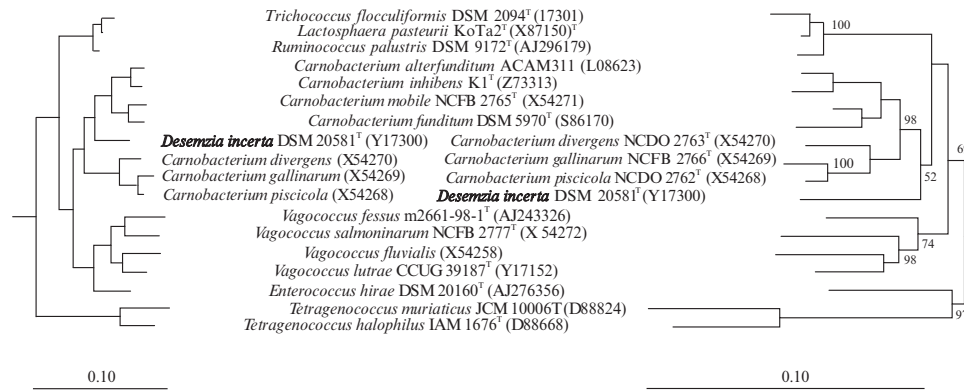 Trichococcus flocculiformis DSM 2094T (17301)
Lactosphaera pasteurii KoTa2T (X87150)T
100
Ruminococcus palustris DSM 9172T (AJ296179)
Carnobacterium alterfunditum ACAM311 (L08623)
Carnobacterium inhibens K1T (Z73313)
Carnobacterium mobile NCFB 2765T (X54271)
Carnobacterium funditum DSM 5970T (S86170)
98
Desemzia incerta DSM 20581T (Y17300) Carnobacterium divergens NCDO 2763T (X54270)
Carnobacterium divergens (X54270) Carnobacterium gallinarum NCFB 2766T (X54269)
100
52
Carnobacterium gallinarum (X54269) Carnobacterium piscicola NCDO 2762T (X54268)
Carnobacterium piscicola (X54268) Desemzia incerta DSM 20581T (Y17300)
Vagococcus fessus m2661-98-1T (AJ243326)
Vagococcus salmoninarum NCFB 2777T (X 54272)
74
Vagococcus fluvialis (X54258)
98
Vagococcus lutrae CCUG 39187T (Y17152)
Enterococcus hirae DSM 20160T (AJ276356)
Tetragenococcus muriaticus JCM 10006T (D88824)
97
Tetragenococcus halophilus IAM 1676T (D88668)
0.10 0.10